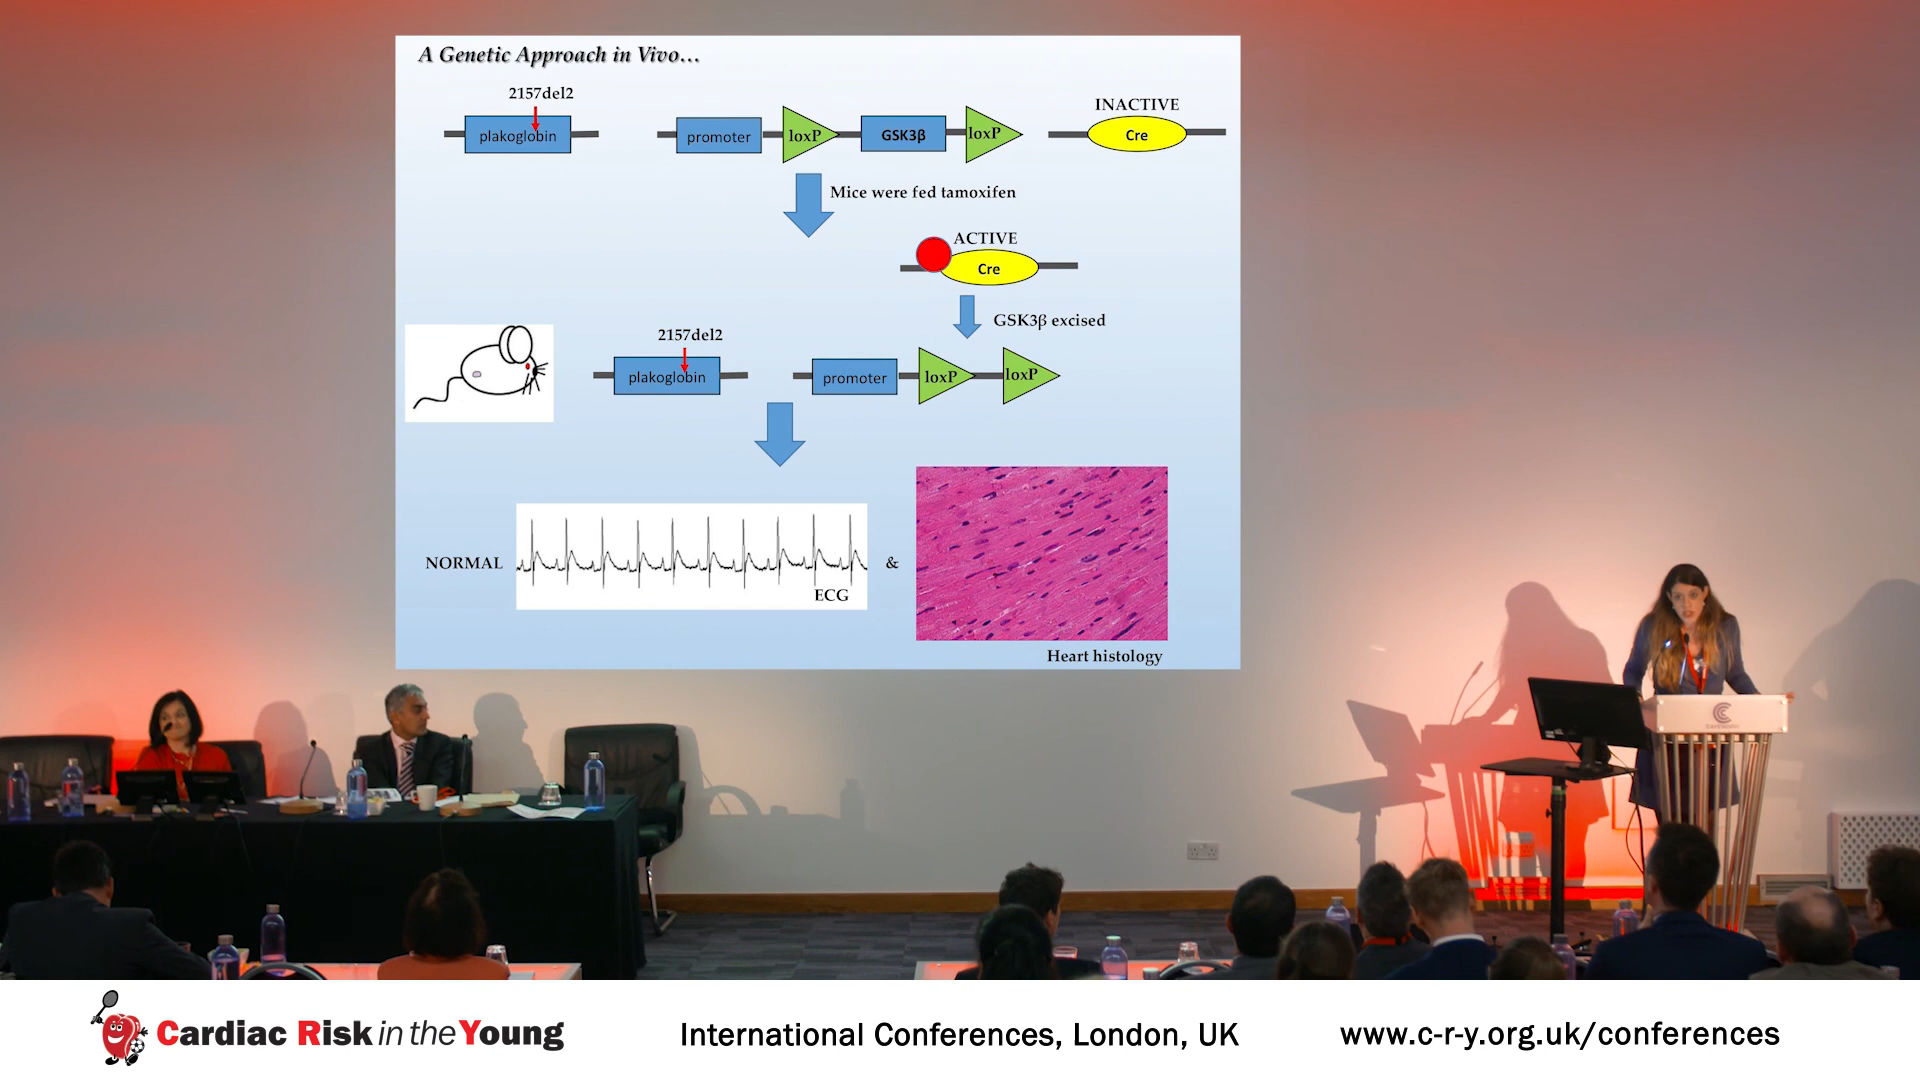 A Genetic Approach in Vivo...
2157del2
plakoglobin
promoter
loxP
GSK3β
loxP
INACTIVE
Cre
Mice were fed tamoxifen
ACTIVE
Cre
GSK3β excised
2157del2
plakoglobin
promoter
loxP
loxP
NORMAL
ECG
&
Heart histology
Cardiac Risk in the Young
International Conferences, London, UK
www.c-r-y.org.uk/conferences